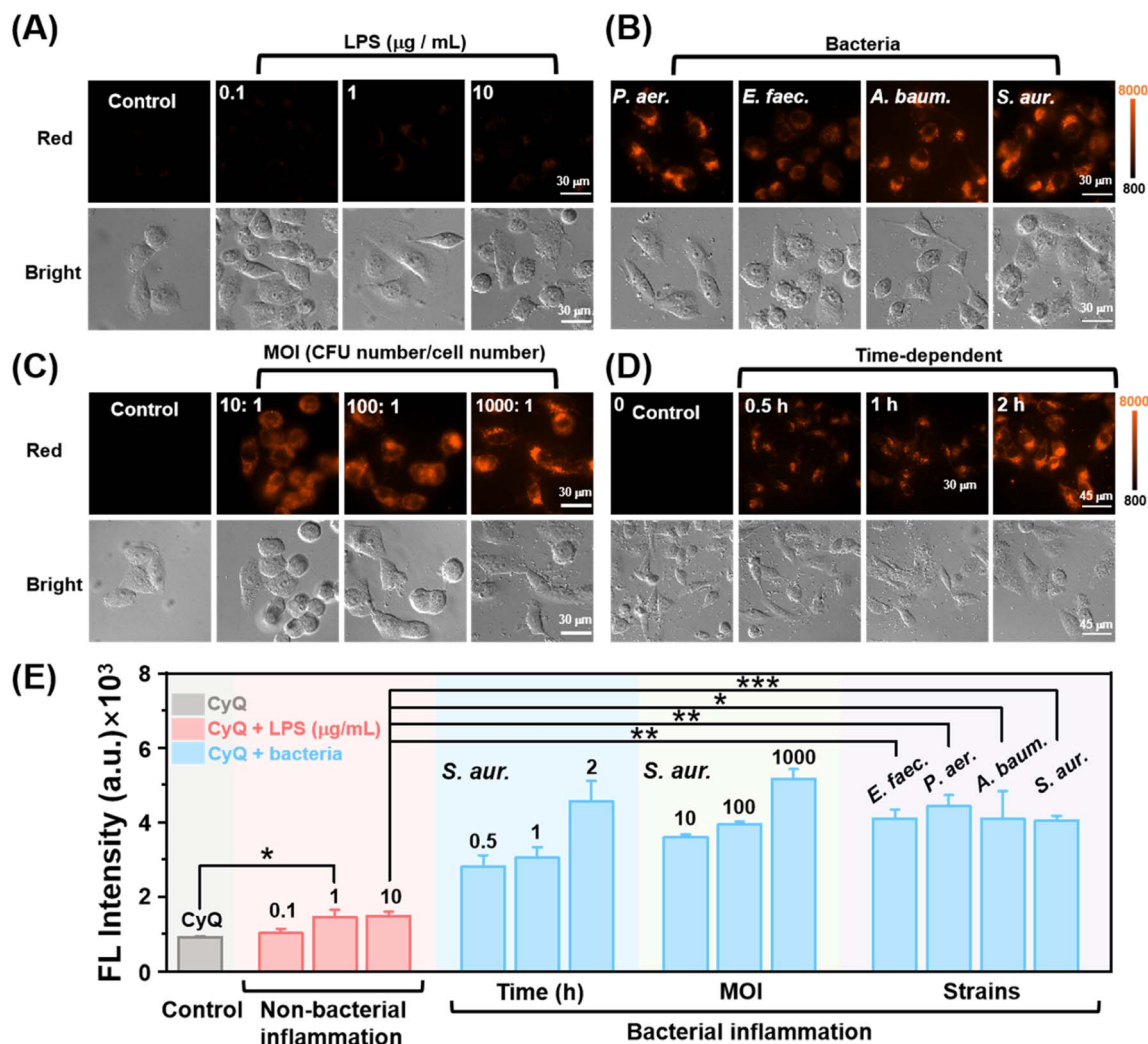 (A)
LPS (μg / mL)
Control
0.1
1
10
Red
30 μm
8000
800
Bright
30 μm
(B)
Bacteria
P. aer.
E. faec.
A. baum.
S. aur.
30 μm
30 μm
(C)
MOI (CFU number/cell number)
Control
10: 1
100: 1
1000: 1
Red
30 μm
Bright
30 μm
(D)
Time-dependent
0
Control
0.5 h
1 h
2 h
30 μm
45 μm
8000
800
45 μm
(E)
FL Intensity (a.u.)×10³
8
6
4
2
0
CyQ
CyQ + LPS (μg/mL)
CyQ + bacteria
***
*
**
**
*
CyQ
0.1
1
10
S. aur.
0.5
1
2
S. aur.
10
100
1000
E. faec.
P. aer.
A. baum.
S. aur.
Control
Non-bacterial
inflammation
Time (h)
MOI
Strains
Bacterial inflammation